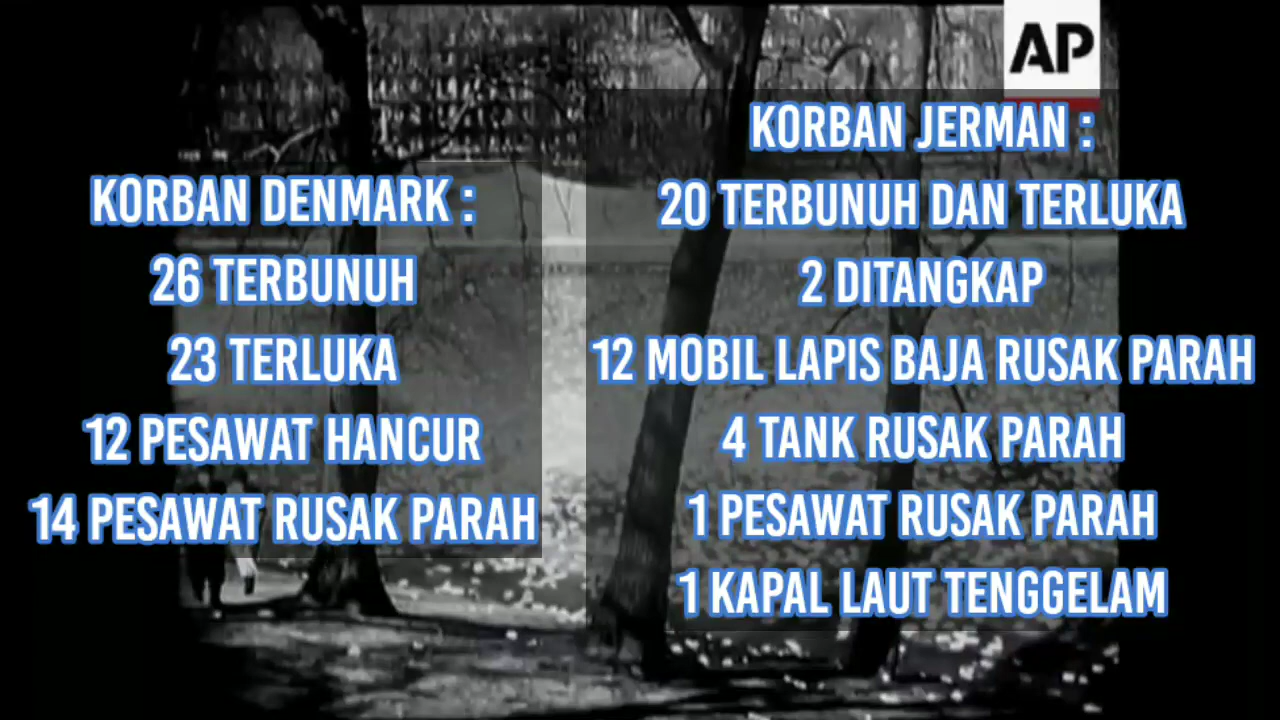 AP
KORBAN DENMARK :
26 TERBUNUH
23 TERLUKA
12 PESAWAT HANCUR
14 PESAWAT RUSAK PARAH
KORBAN JERMAN :
20 TERBUNUH DAN TERLUKA
2 DITANGKAP
12 MOBIL LAPIS BAJA RUSAK PARAH
4 TANK RUSAK PARAH
1 PESAWAT RUSAK PARAH
1 KAPAL LAUT TENGGELAM